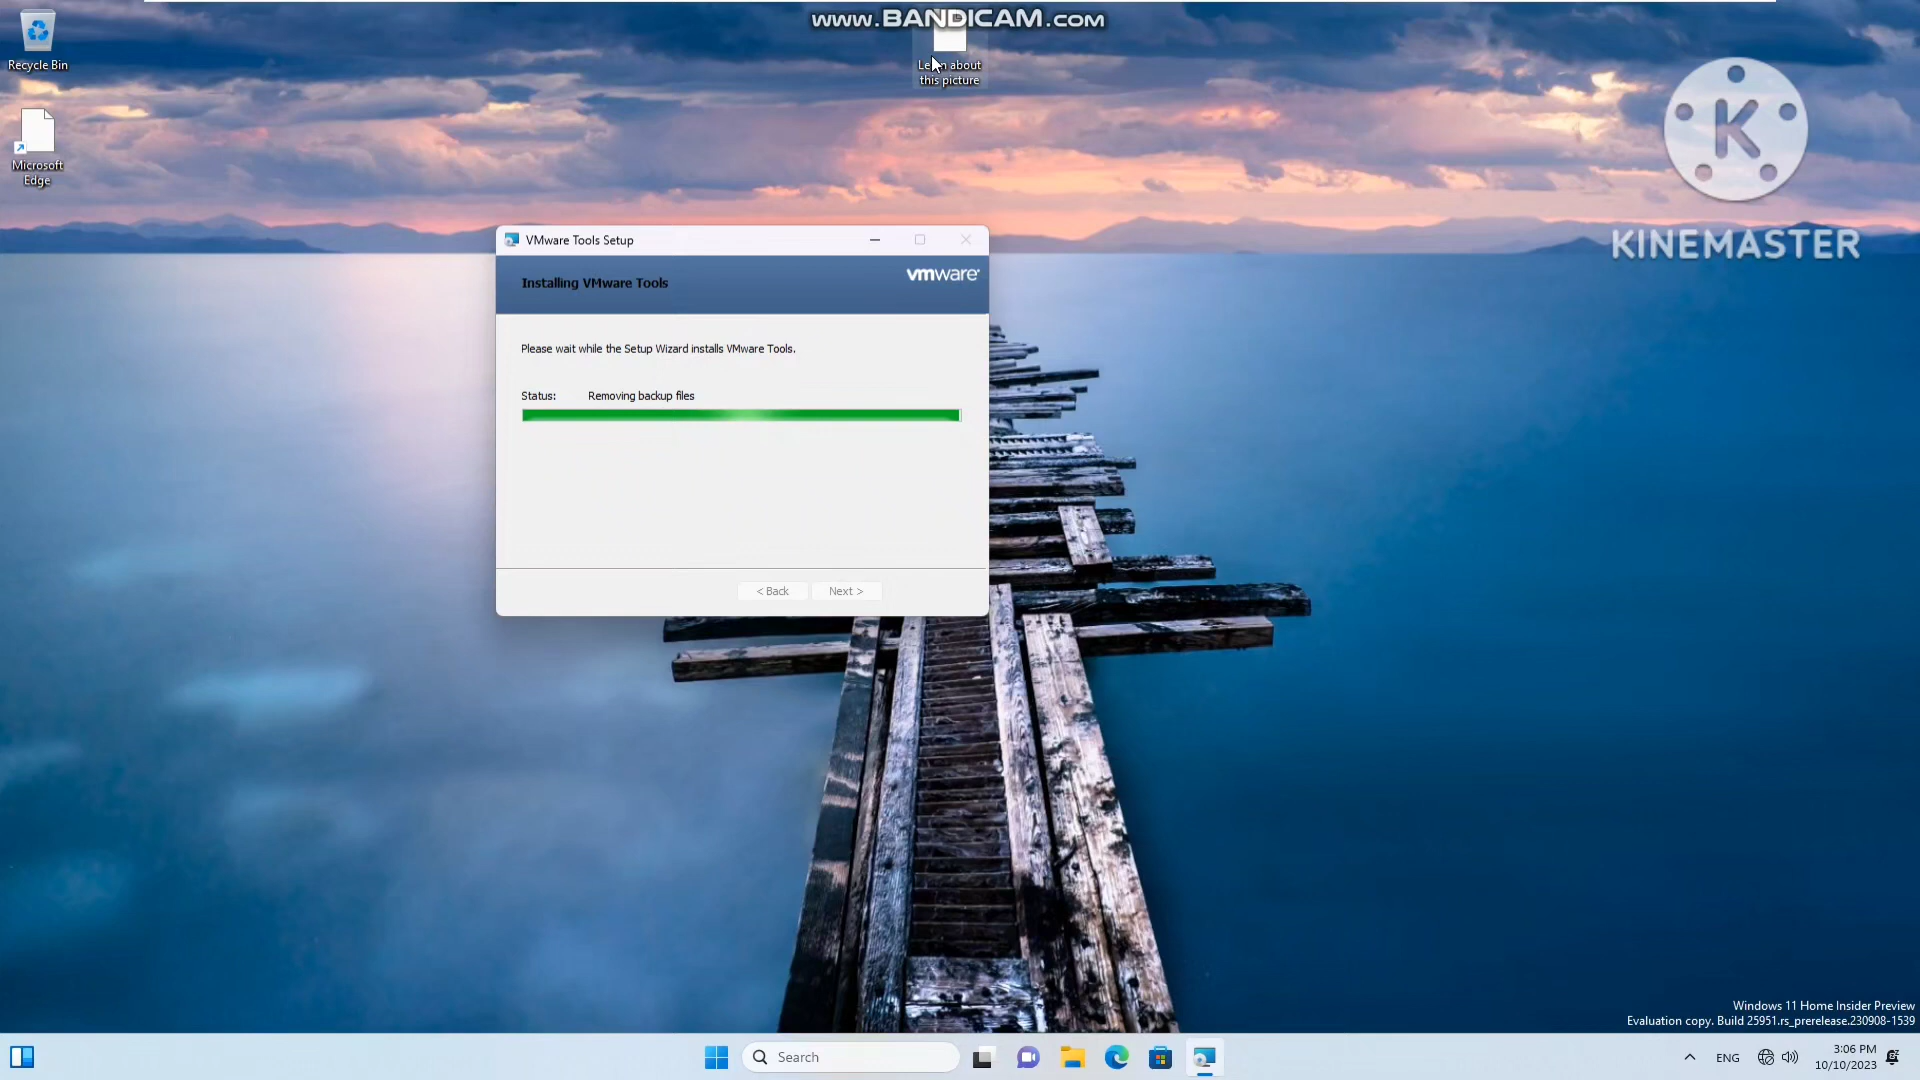 www.BANDICAM.com
Recycle Bin
Microsoft
Edge
Learn about
this picture
K
KINEMASTER
VMware Tools Setup
Installing VMware Tools
vmware
Please wait while the Setup Wizard installs VMware Tools.
Status: Removing backup files
< Back
Next >
Windows 11 Home Insider Preview
Evaluation copy. Build 25951.rs_prerelease.230908-1539
Search
ENG
3:06 PM
10/10/2023